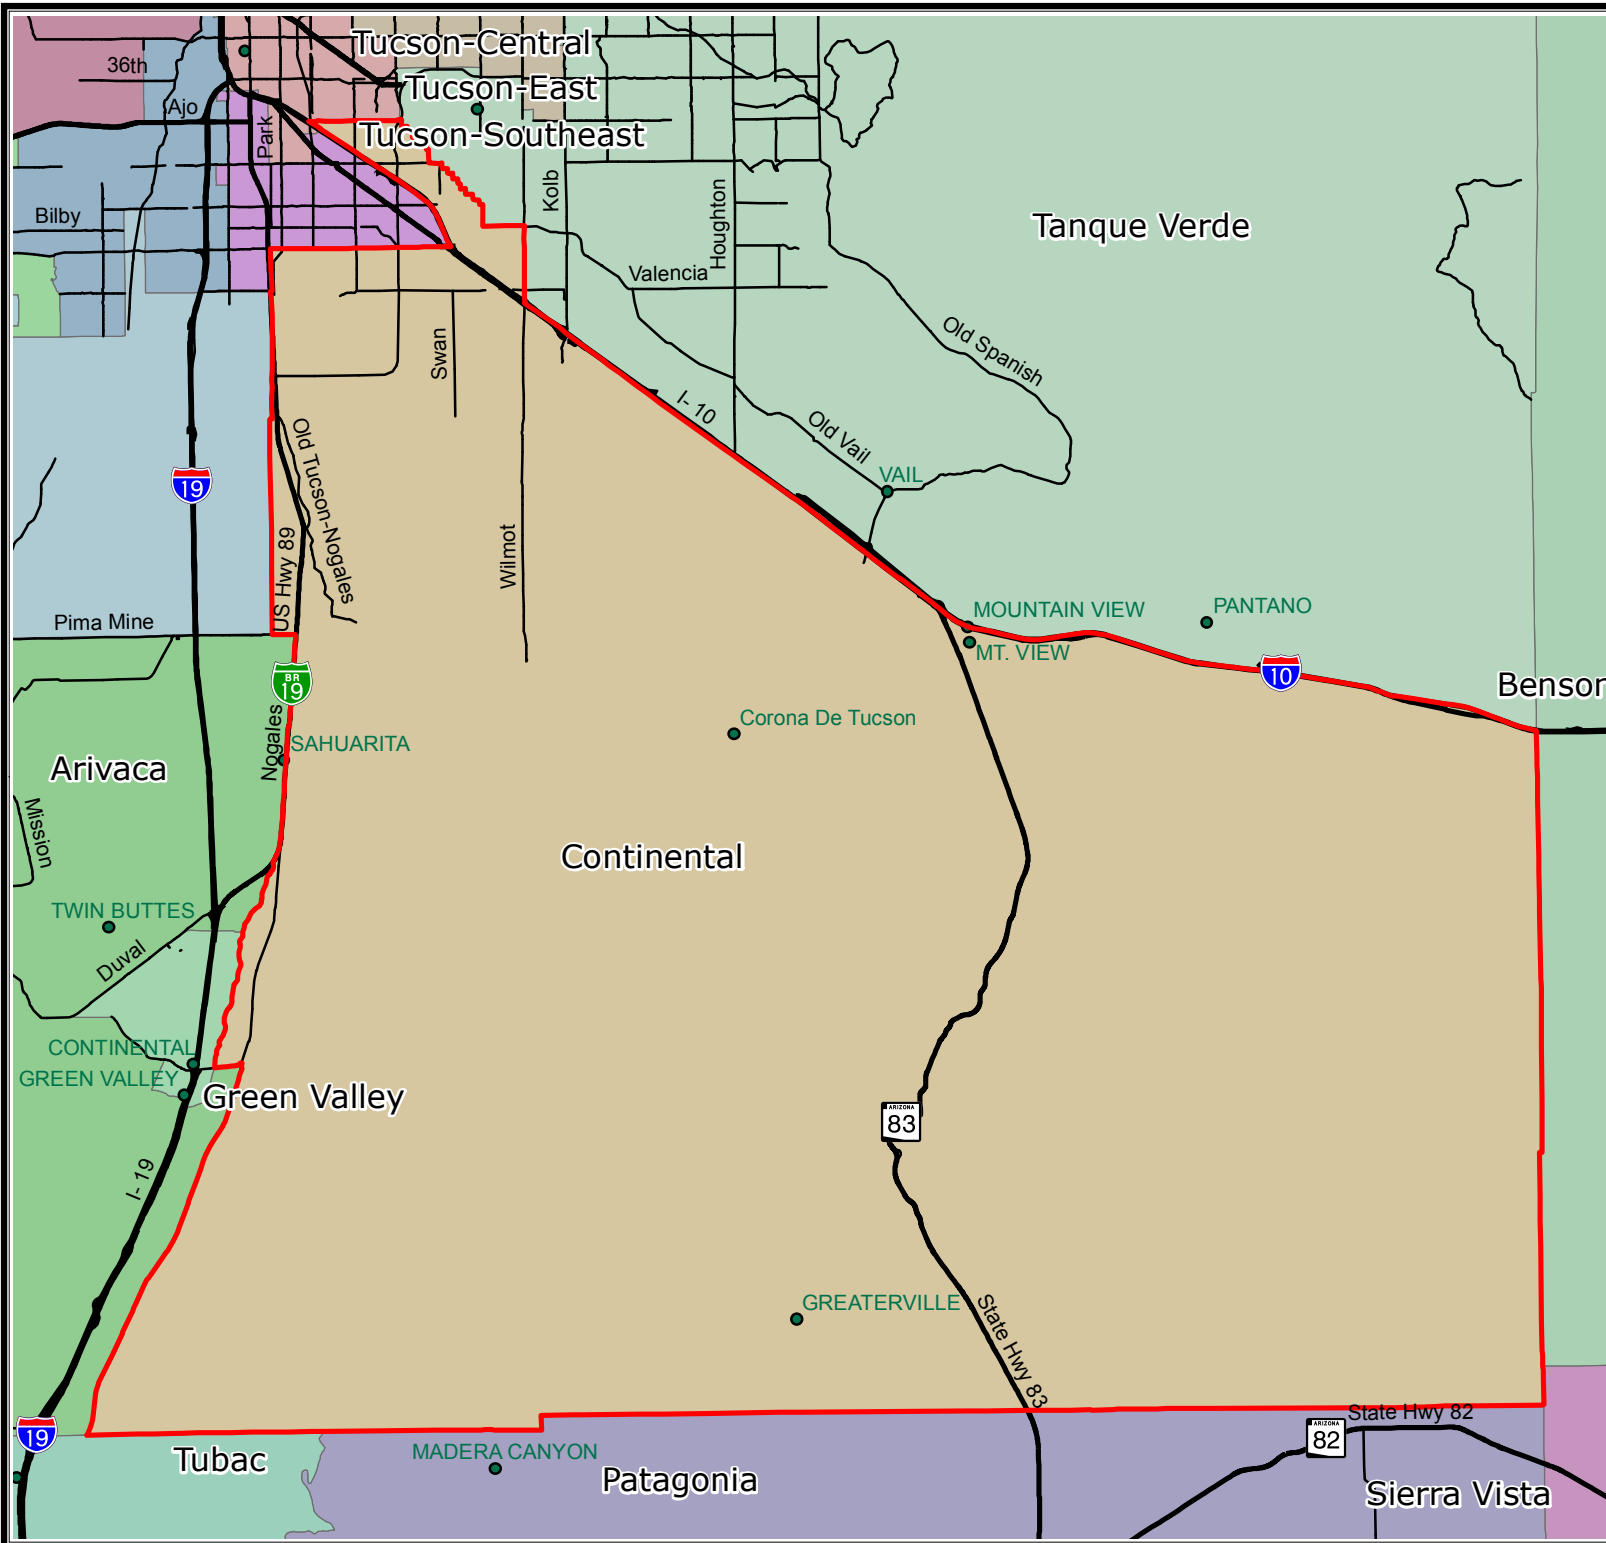 Tucson-Central
36th
Tucson-East
Ajo
Park
Tucson-Southeast
Kolb
Houghton
Bilby
Tanque Verde
Valencia
Swan
Old Spanish
I- 10
Old Vail
VAIL
19
Old Tucson-Nogales
US Hwy 89
Wilmot
Pima Mine
MOUNTAIN VIEW
PANTANO
MT. VIEW
BR
19
10
Benson
Nogales
SAHUARITA
Corona De Tucson
Arivaca
Mission
Continental
TWIN BUTTES
Duval
CONTINENTAL
GREEN VALLEY
Green Valley
ARIZONA
83
I- 19
GREATERVILLE
State Hwy 83
19
State Hwy 82
ARIZONA
82
Tubac
MADERA CANYON
Patagonia
Sierra Vista